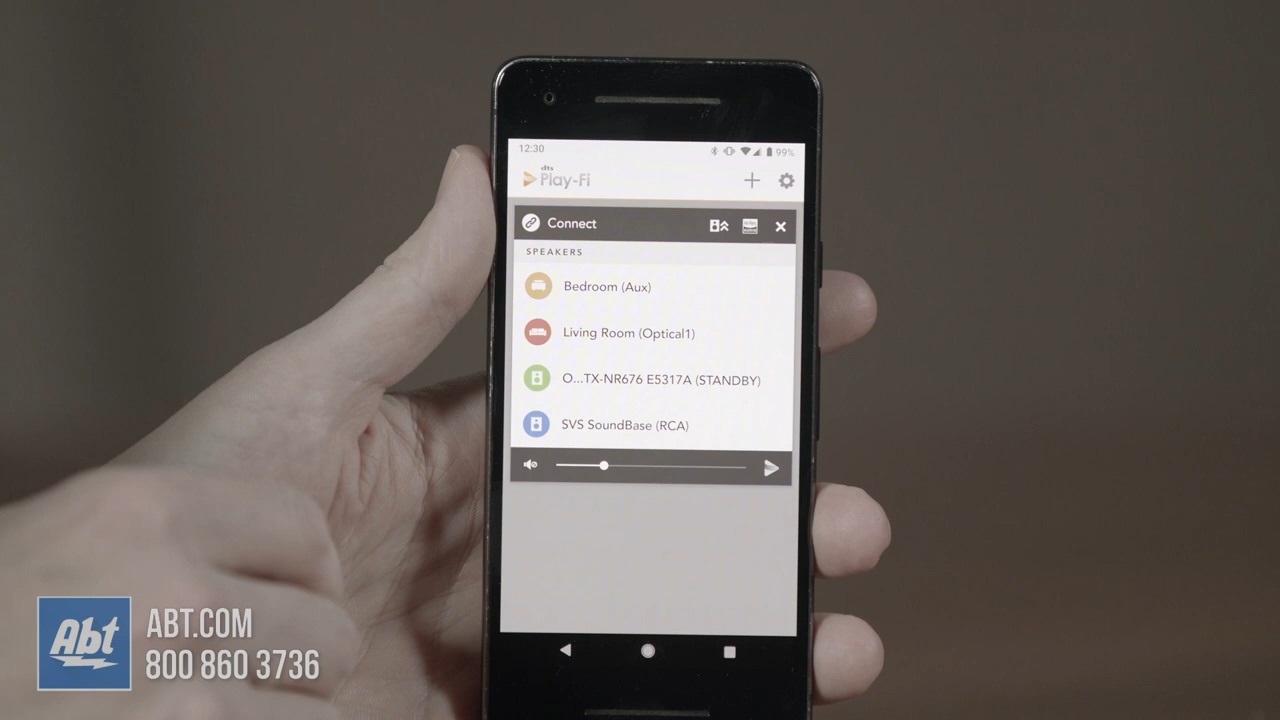 12:30
99%
dts
Play-Fi
Connect
SPEAKERS
Bedroom (Aux)
Living Room (Optical1)
O...TX-NR676 E5317A (STANDBY)
SVS SoundBase (RCA)
Abt
ABT.COM
800 860 3736